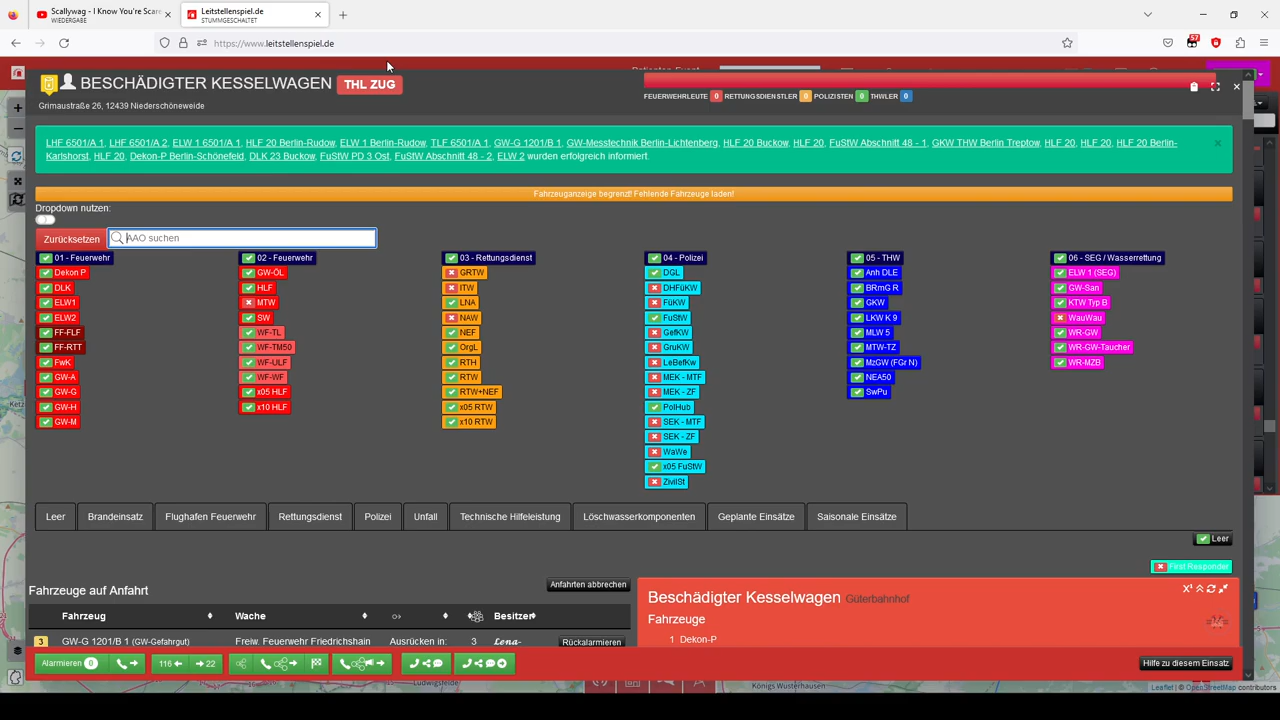 Scallywag - I Know You're Scare
WIEDERGABE
Leitstellenspiel.de
STUMMGESCHALTET
https://www.leitstellenspiel.de
57
BESCHÄDIGTER KESSELWAGEN THL ZUG
Grimaustraße 26, 12439 Niederschöneweide
FEUERWEHRLEUTE 0 RETTUNGSDIENSTLER 0 POLIZISTEN 0 THWLER 0
LHF 6501/A 1, LHF 6501/A 2, ELW 1 6501/A 1, HLF 20 Berlin-Rudow, ELW 1 Berlin-Rudow, TLF 6501/A 1, GW-G 1201/B 1, GW-Messtechnik Berlin-Lichtenberg, HLF 20 Buckow, HLF 20, FuStW Abschnitt 48 - 1, GKW THW Berlin Treptow, HLF 20, HLF 20, HLF 20 Berlin-
Karlshorst, HLF 20, Dekon-P Berlin-Schönefeld, DLK 23 Buckow, FuStW PD 3 Ost, FuStW Abschnitt 48 - 2, ELW 2 wurden erfolgreich informiert.
Fahrzeuganzeige begrenzt! Fehlende Fahrzeuge laden!
Dropdown nutzen:
Zurücksetzen AAO suchen
01 - Feuerwehr
Dekon P
DLK
ELW1
ELW2
FF-FLF
FF-RTT
FwK
GW-A
GW-G
GW-H
GW-M
02 - Feuerwehr
GW-ÖL
HLF
MTW
SW
WF-TL
WF-TM50
WF-ULF
WF-WF
x05 HLF
x10 HLF
03 - Rettungsdienst
GRTW
ITW
LNA
NAW
NEF
OrgL
RTH
RTW
RTW+NEF
x05 RTW
x10 RTW
04 - Polizei
DGL
DHFüKW
FüKW
FuStW
GefKW
GruKW
LeBefKw
MEK - MTF
MEK - ZF
PolHub
SEK - MTF
SEK - ZF
WaWe
x05 FuStW
ZivilSt
05 - THW
Anh DLE
BRmG R
GKW
LKW K 9
MLW 5
MTW-TZ
MzGW (FGr N)
NEA50
SwPu
06 - SEG / Wasserrettung
ELW 1 (SEG)
GW-San
KTW Typ B
WauWau
WR-GW
WR-GW-Taucher
WR-MZB
Leer Brandeinsatz Flughafen Feuerwehr Rettungsdienst Polizei Unfall Technische Hilfeleistung Löschwasserkomponenten Geplante Einsätze Saisonale Einsätze
Leer
First Responder
Fahrzeuge auf Anfahrt Anfahrten abbrechen
Fahrzeug Wache Besitzer
3 GW-G 1201/B 1 (GW-Gefahrgut) Freiw. Feuerwehr Friedrichshain Ausrücken in: 3 Lena- Rückalarmieren
Beschädigter Kesselwagen Güterbahnhof
Fahrzeuge
1 Dekon-P
Alarmieren 0 116 22 Hilfe zu diesem Einsatz
Ludwigsfelde
Königs Wusterhausen
Leaflet | © OpenStreetMap contributors